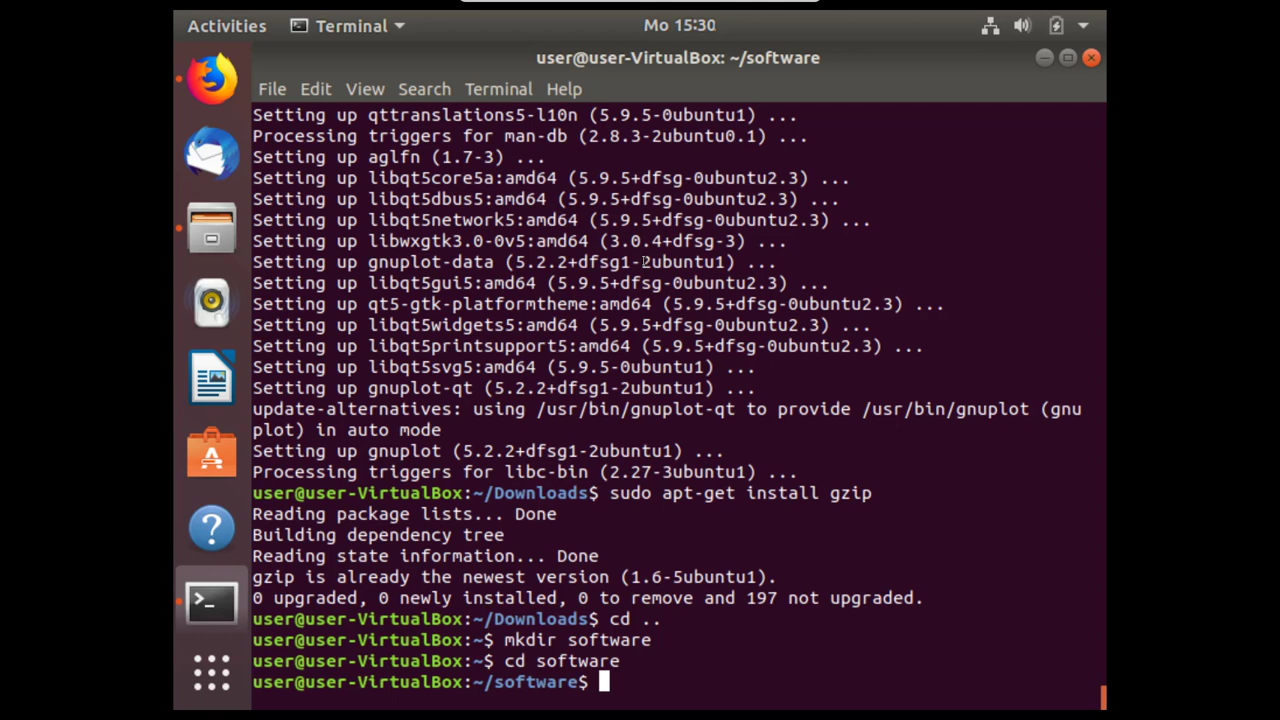 Activities Terminal Mo 15:30
user@user-VirtualBox: ~/software
File Edit View Search Terminal Help
Setting up qttranslations5-l10n (5.9.5-0ubuntu1) ...
Processing triggers for man-db (2.8.3-2ubuntu0.1) ...
Setting up aglfn (1.7-3) ...
Setting up libqt5core5a:amd64 (5.9.5+dfsg-0ubuntu2.3) ...
Setting up libqt5dbus5:amd64 (5.9.5+dfsg-0ubuntu2.3) ...
Setting up libqt5network5:amd64 (5.9.5+dfsg-0ubuntu2.3) ...
Setting up libwxgtk3.0-0v5:amd64 (3.0.4+dfsg-3) ...
Setting up gnuplot-data (5.2.2+dfsg1-2ubuntu1) ...
Setting up libqt5gui5:amd64 (5.9.5+dfsg-0ubuntu2.3) ...
Setting up qt5-gtk-platformtheme:amd64 (5.9.5+dfsg-0ubuntu2.3) ...
Setting up libqt5widgets5:amd64 (5.9.5+dfsg-0ubuntu2.3) ...
Setting up libqt5printsupport5:amd64 (5.9.5+dfsg-0ubuntu2.3) ...
Setting up libqt5svg5:amd64 (5.9.5-0ubuntu1) ...
Setting up gnuplot-qt (5.2.2+dfsg1-2ubuntu1) ...
update-alternatives: using /usr/bin/gnuplot-qt to provide /usr/bin/gnuplot (gnu
plot) in auto mode
Setting up gnuplot (5.2.2+dfsg1-2ubuntu1) ...
Processing triggers for libc-bin (2.27-3ubuntu1) ...
user@user-VirtualBox:~/Downloads$ sudo apt-get install gzip
Reading package lists... Done
Building dependency tree
Reading state information... Done
gzip is already the newest version (1.6-5ubuntu1).
0 upgraded, 0 newly installed, 0 to remove and 197 not upgraded.
user@user-VirtualBox:~/Downloads$ cd ..
user@user-VirtualBox:~$ mkdir software
user@user-VirtualBox:~$ cd software
user@user-VirtualBox:~/software$